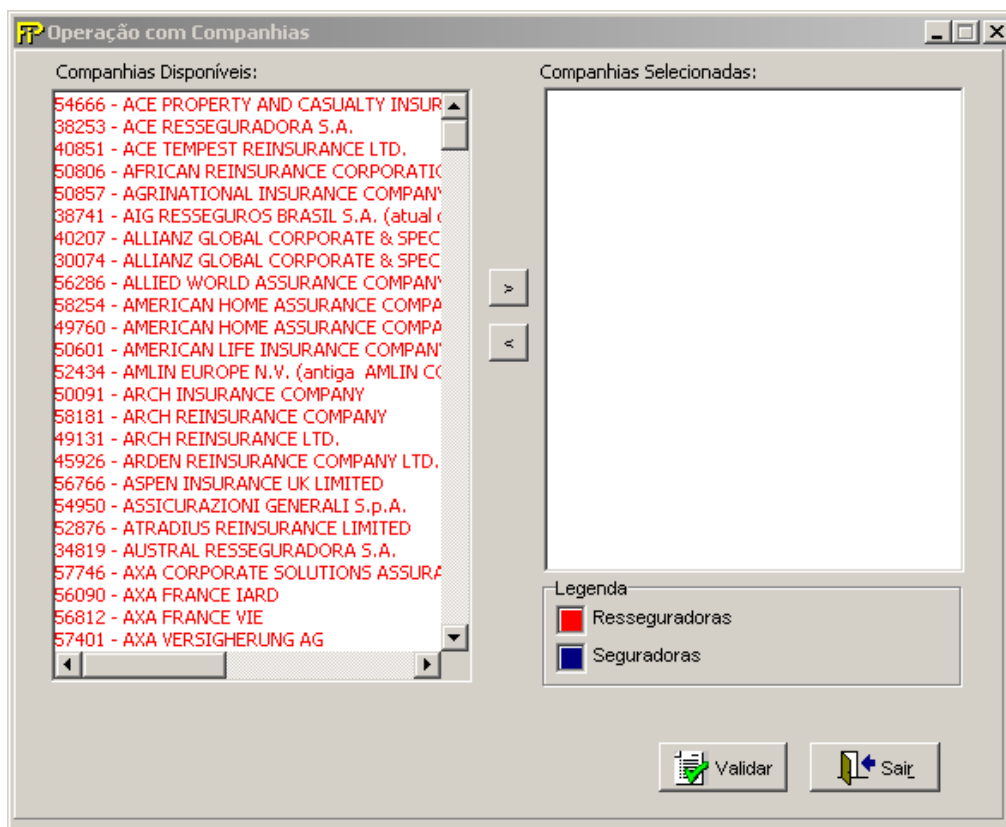 Operação com Companhias
Companhias Disponíveis:
54666 - ACE PROPERTY AND CASUALTY INSUR
38253 - ACE RESSEGURADORA S.A.
40851 - ACE TEMPEST REINSURANCE LTD.
50806 - AFRICAN REINSURANCE CORPORATIO
50857 - AGRINATIONAL INSURANCE COMPANY
38741 - AIG RESSEGUROS BRASIL S.A. (atual d
40207 - ALLIANZ GLOBAL CORPORATE & SPEC
30074 - ALLIANZ GLOBAL CORPORATE & SPEC
56286 - ALLIED WORLD ASSURANCE COMPANY
58254 - AMERICAN HOME ASSURANCE COMPA
49760 - AMERICAN HOME ASSURANCE COMPA
50601 - AMERICAN LIFE INSURANCE COMPANY
52434 - AMLIN EUROPE N.V. (antiga AMLIN CO
50091 - ARCH INSURANCE COMPANY
58181 - ARCH REINSURANCE COMPANY
49131 - ARCH REINSURANCE LTD.
45926 - ARDEN REINSURANCE COMPANY LTD.
56766 - ASPEN INSURANCE UK LIMITED
54950 - ASSICURAZIONI GENERALI S.p.A.
52876 - ATRADIUS REINSURANCE LIMITED
34819 - AUSTRAL RESSEGURADORA S.A.
57746 - AXA CORPORATE SOLUTIONS ASSURA
56090 - AXA FRANCE IARD
56812 - AXA FRANCE VIE
57401 - AXA VERSIGHERUNG AG
>
<
Companhias Selecionadas:
Legenda
Resseguradoras
Seguradoras
Validar
Sair